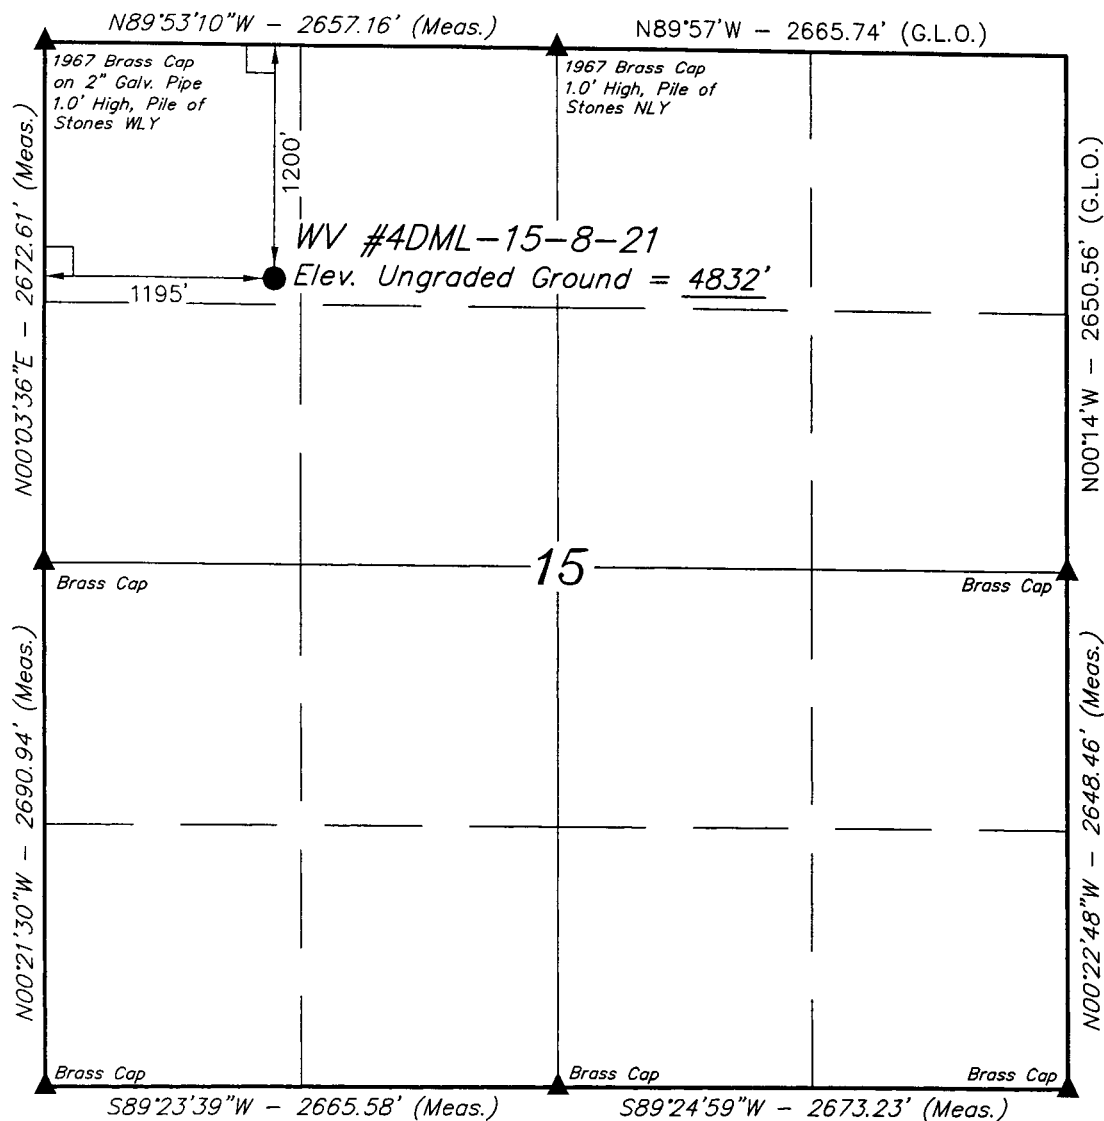 N89°53'10"W - 2657.16' (Meas.)
N89°57'W - 2665.74' (G.L.O.)
1967 Brass Cap
on 2" Galv. Pipe
1.0' High, Pile of
Stones WLY
1967 Brass Cap
1.0' High, Pile of
Stones NLY
N00°03'36"E - 2672.61' (Meas.)
N00°14'W - 2650.56' (G.L.O.)
1200'
WV #4DML-15-8-21
Elev. Ungraded Ground = 4832'
1195'
15
Brass Cap
Brass Cap
N00°21'30"W - 2690.94' (Meas.)
N00°22'48"W - 2648.46' (Meas.)
Brass Cap
Brass Cap
Brass Cap
S89°23'39"W - 2665.58' (Meas.)
S89°24'59"W - 2673.23' (Meas.)